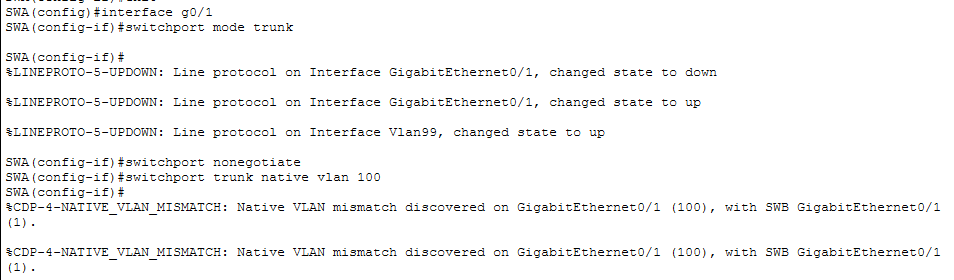 SWA(config)#interface g0/1
SWA(config-if)#switchport mode trunk
SWA(config-if)#
%LINEPROTO-5-UPDOWN: Line protocol on Interface GigabitEthernet0/1, changed state to down
%LINEPROTO-5-UPDOWN: Line protocol on Interface GigabitEthernet0/1, changed state to up
%LINEPROTO-5-UPDOWN: Line protocol on Interface Vlan99, changed state to up
SWA(config-if)#switchport nonegotiate
SWA(config-if)#switchport trunk native vlan 100
SWA(config-if)#
%CDP-4-NATIVE_VLAN_MISMATCH: Native VLAN mismatch discovered on GigabitEthernet0/1 (100), with SWB GigabitEthernet0/1
(1).
%CDP-4-NATIVE_VLAN_MISMATCH: Native VLAN mismatch discovered on GigabitEthernet0/1 (100), with SWB GigabitEthernet0/1
(1).